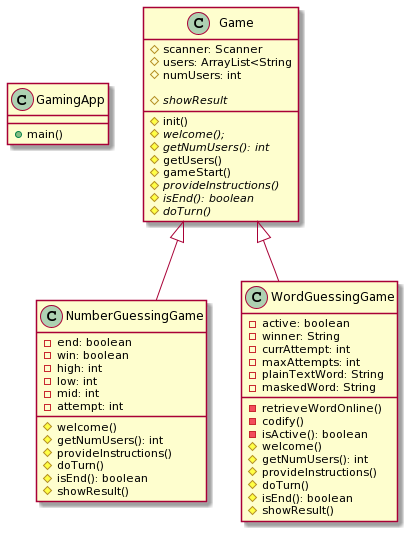 C Game
scanner: Scanner
users: ArrayList<String
numUsers: int
showResult
init()
welcome();
getNumUsers(): int
getUsers()
gameStart()
provideInstructions()
isEnd(): boolean
doTurn()
C GamingApp
main()
C NumberGuessingGame
end: boolean
win: boolean
high: int
low: int
mid: int
attempt: int
welcome()
getNumUsers(): int
provideInstructions()
doTurn()
isEnd(): boolean
showResult()
C WordGuessingGame
active: boolean
winner: String
currAttempt: int
maxAttempts: int
plainTextWord: String
maskedWord: String
retrieveWordOnline()
codify()
isActive(): boolean
welcome()
getNumUsers(): int
provideInstructions()
doTurn()
isEnd(): boolean
showResult()